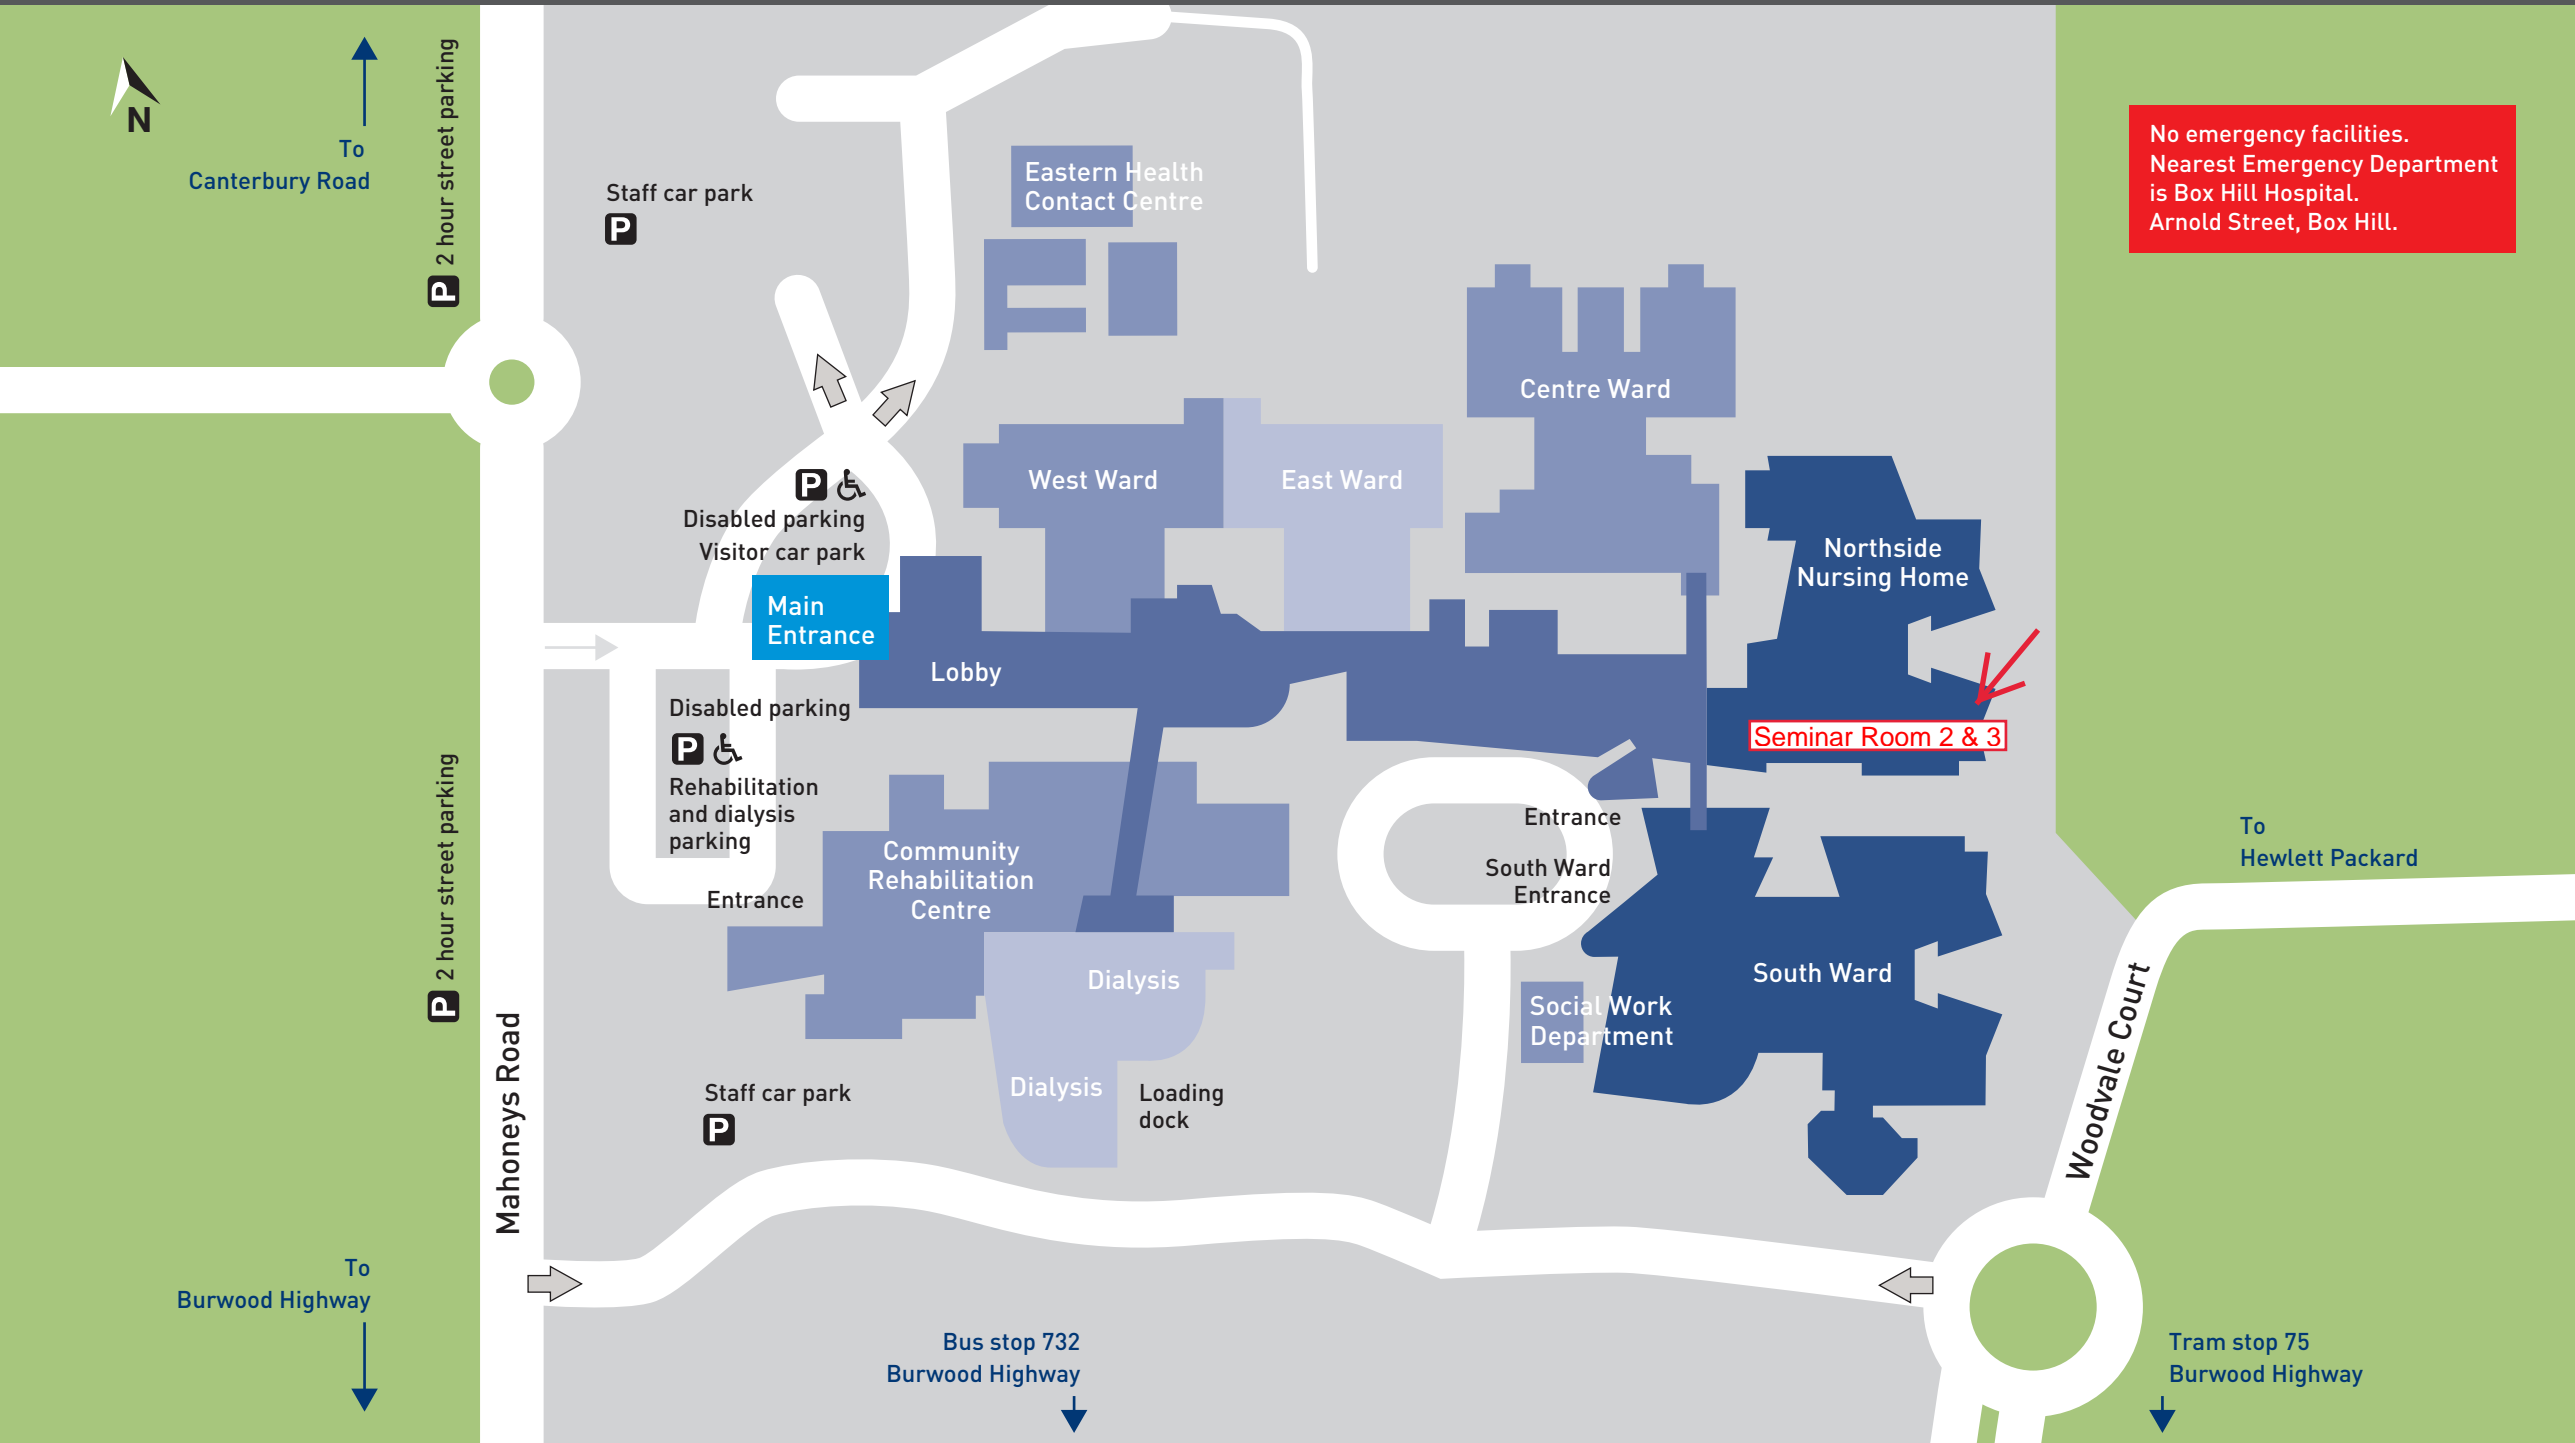 N
To
Canterbury Road
P 2 hour street parking
Staff car park
P
Eastern Health
Contact Centre
No emergency facilities.
Nearest Emergency Department
is Box Hill Hospital.
Arnold Street, Box Hill.
Centre Ward
West Ward
East Ward
P
Disabled parking
Visitor car park
Northside
Nursing Home
Main
Entrance
Lobby
Disabled parking
P
Rehabilitation
and dialysis
parking
Seminar Room 2 & 3
Entrance
South Ward
Entrance
Community
Rehabilitation
Centre
Entrance
P 2 hour street parking
To
Hewlett Packard
South Ward
Dialysis
Social Work
Department
Dialysis
Loading
dock
Staff car park
P
Mahoneys Road
Woodvale Court
To
Burwood Highway
Bus stop 732
Burwood Highway
Tram stop 75
Burwood Highway